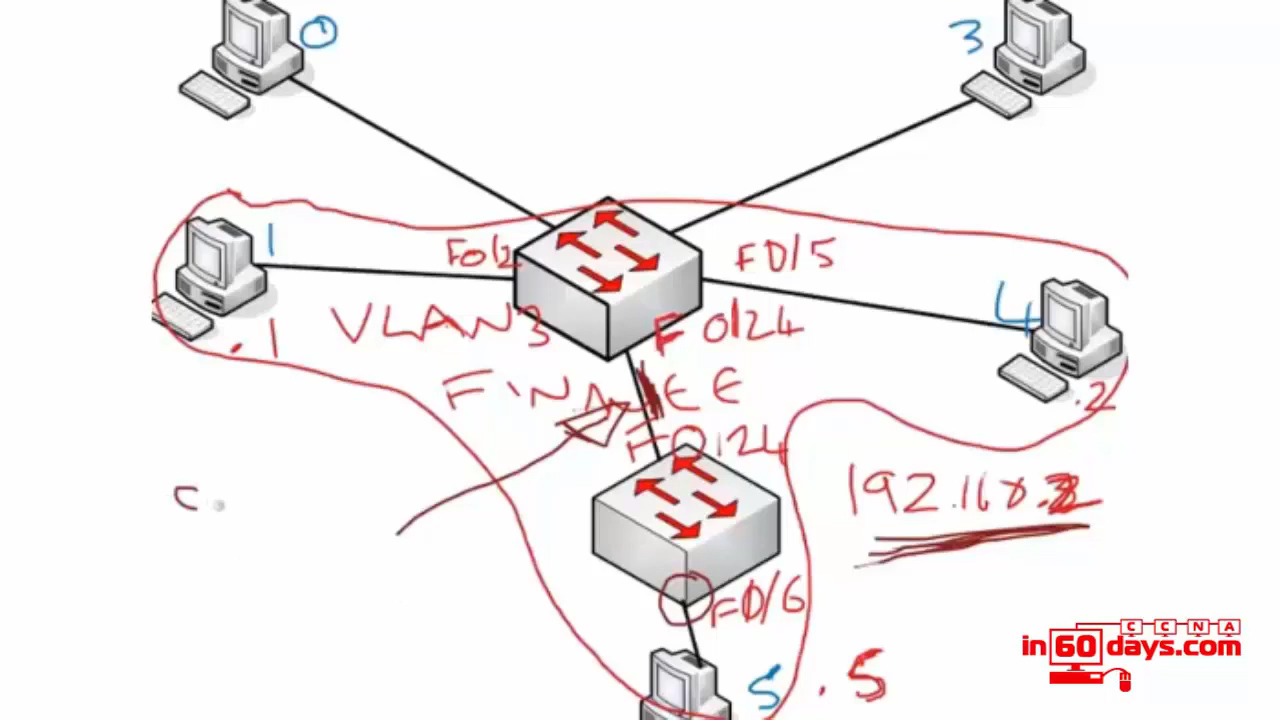 0
3
1
F0/2
F0/5
4
.1
VLAN3
F0/24
FINANCE
.2
F0/24
192.168.
C
F0/6
5
.5
CCNA
in60days.com